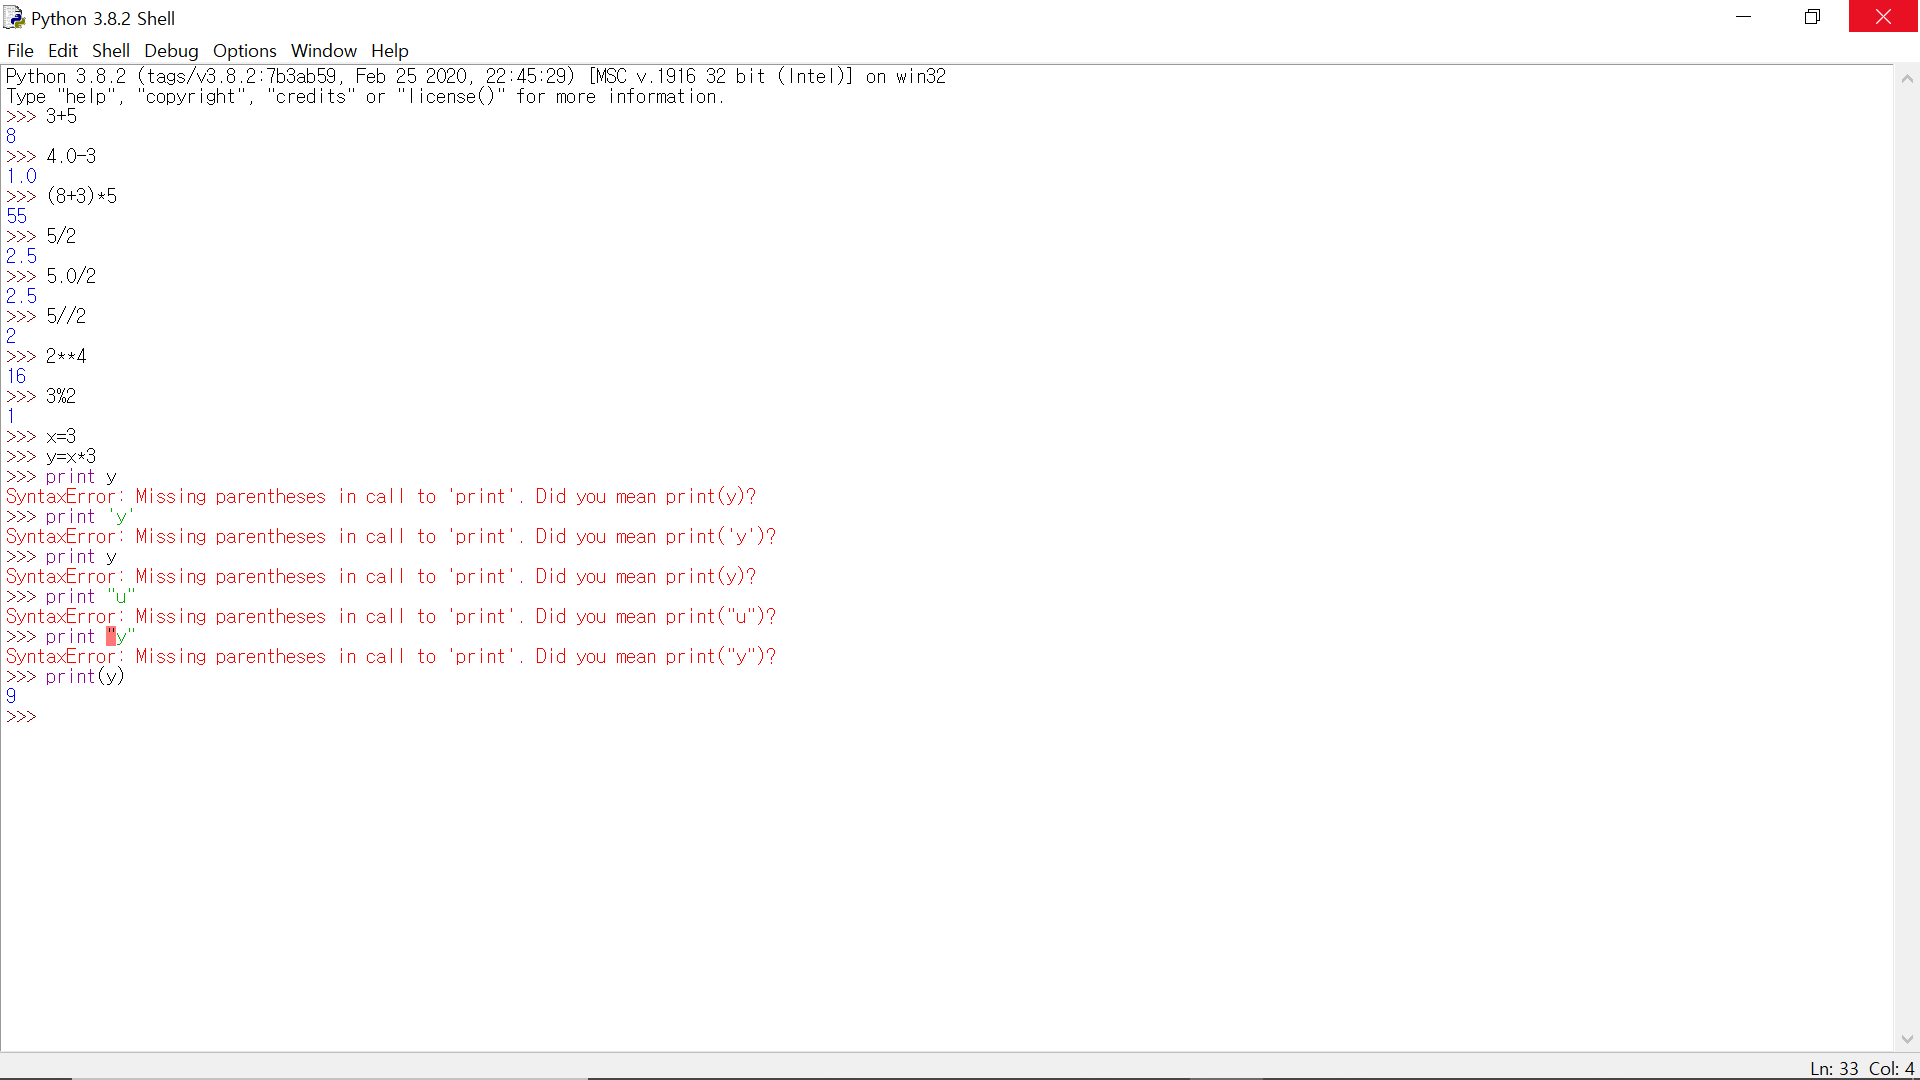 Python 3.8.2 Shell
File Edit Shell Debug Options Window Help
Python 3.8.2 (tags/v3.8.2:7b3ab59, Feb 25 2020, 22:45:29) [MSC v.1916 32 bit (Intel)] on win32
Type "help", "copyright", "credits" or "license()" for more information.
>>> 3+5
8
>>> 4.0-3
1.0
>>> (8+3)*5
55
>>> 5/2
2.5
>>> 5.0/2
2.5
>>> 5//2
2
>>> 2**4
16
>>> 3%2
1
>>> x=3
>>> y=x*3
>>> print y
SyntaxError: Missing parentheses in call to 'print'. Did you mean print(y)?
>>> print 'y'
SyntaxError: Missing parentheses in call to 'print'. Did you mean print('y')?
>>> print y
SyntaxError: Missing parentheses in call to 'print'. Did you mean print(y)?
>>> print "u"
SyntaxError: Missing parentheses in call to 'print'. Did you mean print("u")?
>>> print "y"
SyntaxError: Missing parentheses in call to 'print'. Did you mean print("y")?
>>> print(y)
9
>>>
Ln: 33 Col: 4